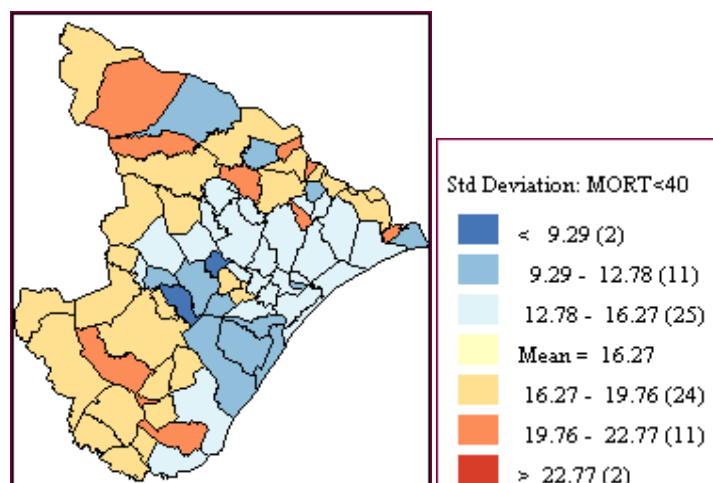 Std Deviation: MORT<40
< 9.29 (2)
9.29 - 12.78 (11)
12.78 - 16.27 (25)
Mean = 16.27
16.27 - 19.76 (24)
19.76 - 22.77 (11)
> 22.77 (2)